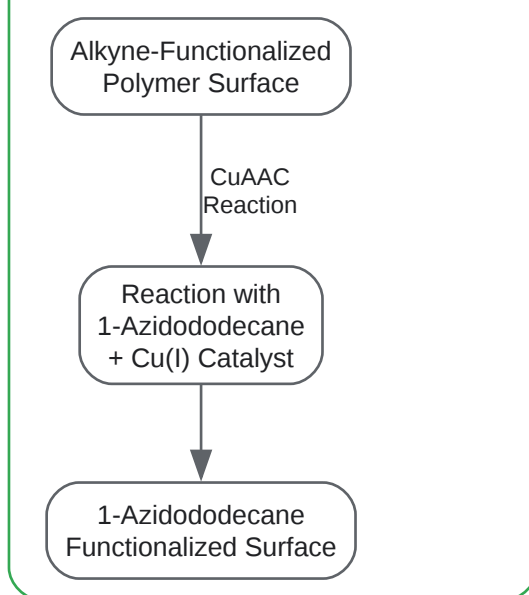 Alkyne-Functionalized
Polymer Surface
CuAAC
Reaction
Reaction with
1-Azidododecane
+ Cu(I) Catalyst
1-Azidododecane
Functionalized Surface